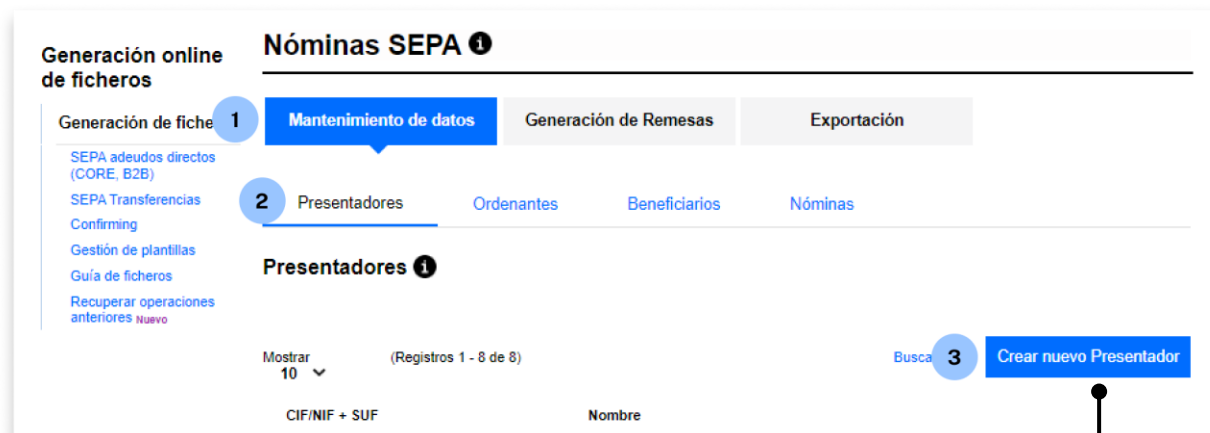 Generación online
de ficheros
Generación de fiche
SEPA adeudos directos
(CORE, B2B)
SEPA Transferencias
Confirming
Gestión de plantillas
Guía de ficheros
Recuperar operaciones
anteriores Nuevo
Nóminas SEPA i
1 Mantenimiento de datos Generación de Remesas Exportación
2 Presentadores Ordenantes Beneficiarios Nóminas
Presentadores i
Mostrar (Registros 1 - 8 de 8) Busca 3 Crear nuevo Presentador
10
CIF/NIF + SUF Nombre